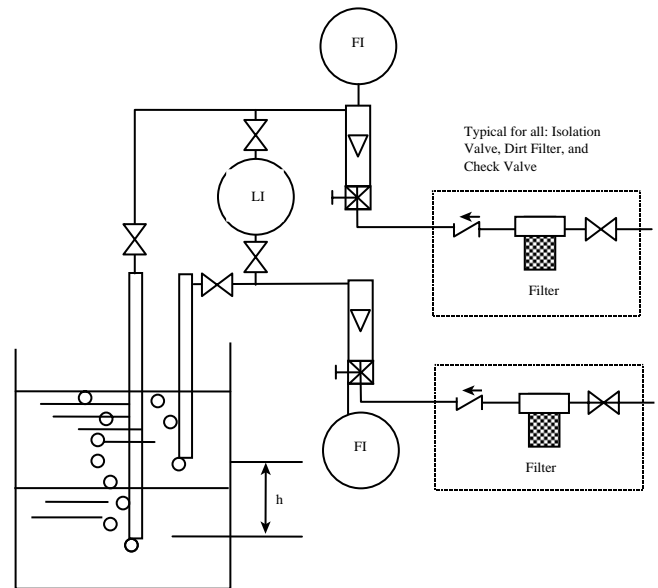 FI
Typical for all: Isolation
Valve, Dirt Filter, and
Check Valve
LI
Filter
FI
Filter
h